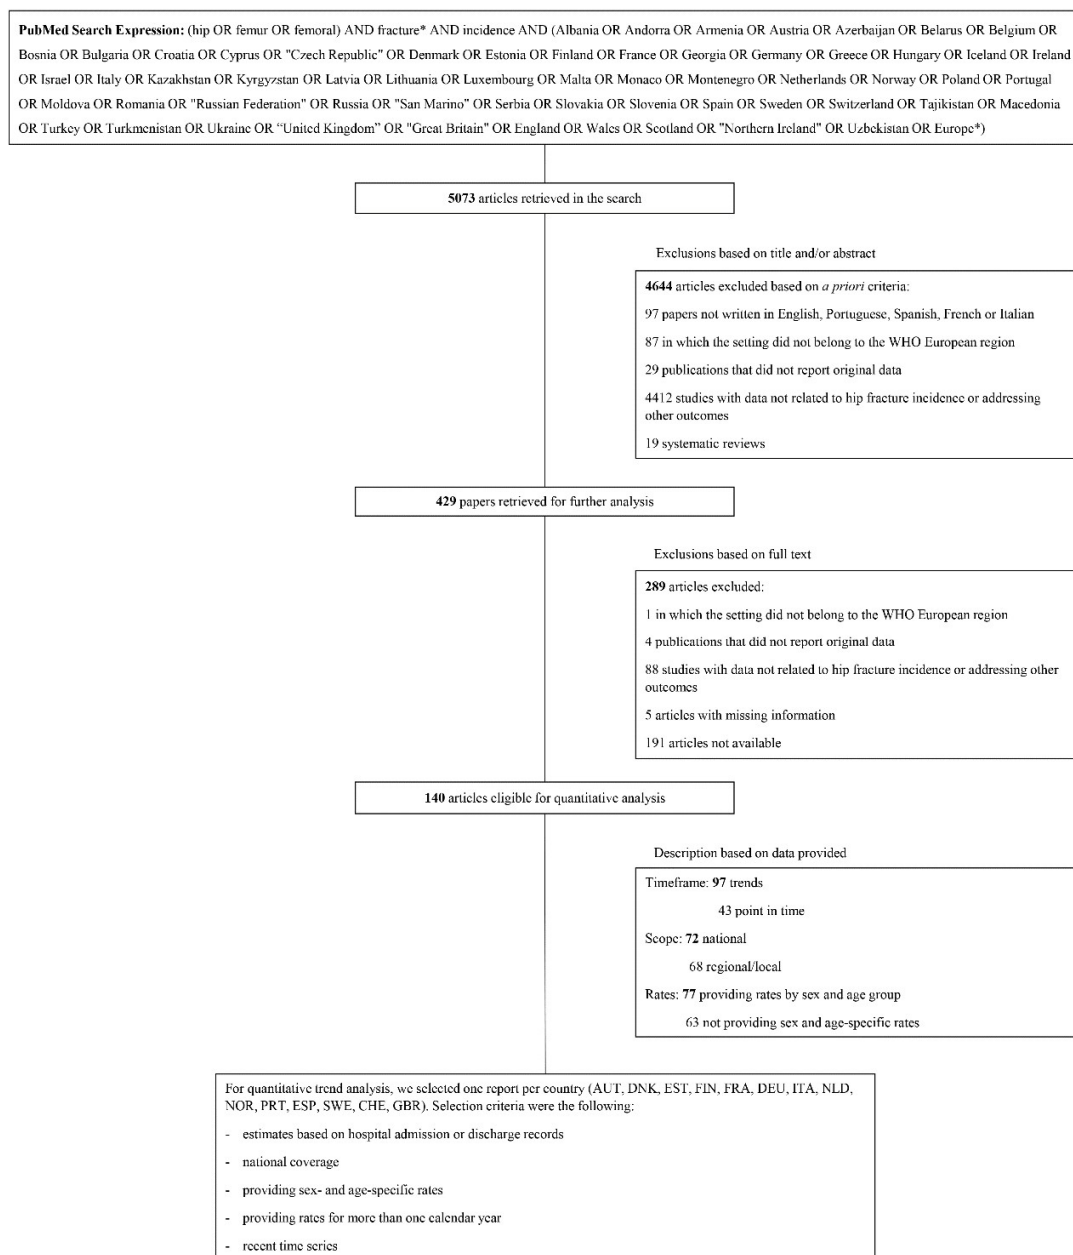 PubMed Search Expression: (hip OR femur OR femoral) AND fracture* AND incidence AND (Albania OR Andorra OR Armenia OR Austria OR Azerbaijan OR Belarus OR Belgium OR
Bosnia OR Bulgaria OR Croatia OR Cyprus OR "Czech Republic" OR Denmark OR Estonia OR Finland OR France OR Georgia OR Germany OR Greece OR Hungary OR Iceland OR Ireland
OR Israel OR Italy OR Kazakhstan OR Kyrgyzstan OR Latvia OR Lithuania OR Luxembourg OR Malta OR Monaco OR Montenegro OR Netherlands OR Norway OR Poland OR Portugal
OR Moldova OR Romania OR "Russian Federation" OR Russia OR "San Marino" OR Serbia OR Slovakia OR Slovenia OR Spain OR Sweden OR Switzerland OR Tajikistan OR Macedonia
OR Turkey OR Turkmenistan OR Ukraine OR “United Kingdom” OR "Great Britain" OR England OR Wales OR Scotland OR "Northern Ireland" OR Uzbekistan OR Europe*)
5073 articles retrieved in the search
Exclusions based on title and/or abstract
4644 articles excluded based on a priori criteria:
97 papers not written in English, Portuguese, Spanish, French or Italian
87 in which the setting did not belong to the WHO European region
29 publications that did not report original data
4412 studies with data not related to hip fracture incidence or addressing
other outcomes
19 systematic reviews
429 papers retrieved for further analysis
Exclusions based on full text
289 articles excluded:
1 in which the setting did not belong to the WHO European region
4 publications that did not report original data
88 studies with data not related to hip fracture incidence or addressing other
outcomes
5 articles with missing information
191 articles not available
140 articles eligible for quantitative analysis
Description based on data provided
Timeframe: 97 trends
43 point in time
Scope: 72 national
68 regional/local
Rates: 77 providing rates by sex and age group
63 not providing sex and age-specific rates
For quantitative trend analysis, we selected one report per country (AUT, DNK, EST, FIN, FRA, DEU, ITA, NLD,
NOR, PRT, ESP, SWE, CHE, GBR). Selection criteria were the following:
- estimates based on hospital admission or discharge records
- national coverage
- providing sex- and age-specific rates
- providing rates for more than one calendar year
- recent time series